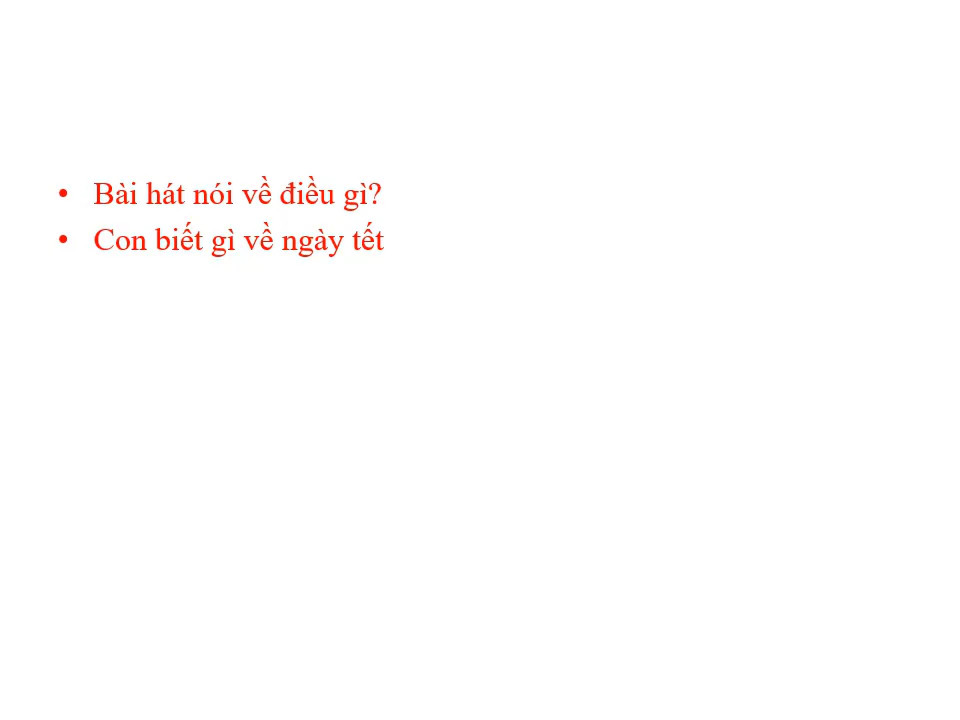 • Bài hát nói về điều gì?
• Con biết gì về ngày tết